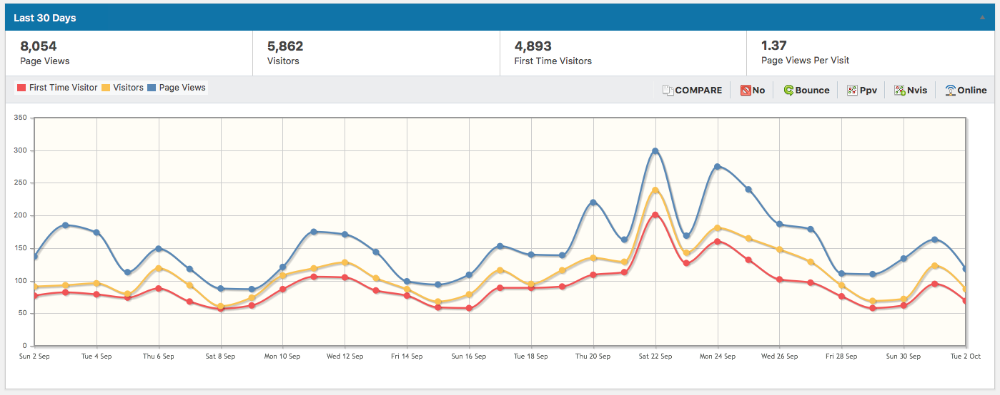 Last 30 Days
8,054 5,862 4,893 1.37
Page Views Visitors First Time Visitors Page Views Per Visit
First Time Visitor Visitors Page Views COMPARE No Bounce Ppv Nvis Online
350
300
250
200
150
100
50
0
Sun 2 Sep Tue 4 Sep Thu 6 Sep Sat 8 Sep Mon 10 Sep Wed 12 Sep Fri 14 Sep Sun 16 Sep Tue 18 Sep Thu 20 Sep Sat 22 Sep Mon 24 Sep Wed 26 Sep Fri 28 Sep Sun 30 Sep Tue 2 Oct